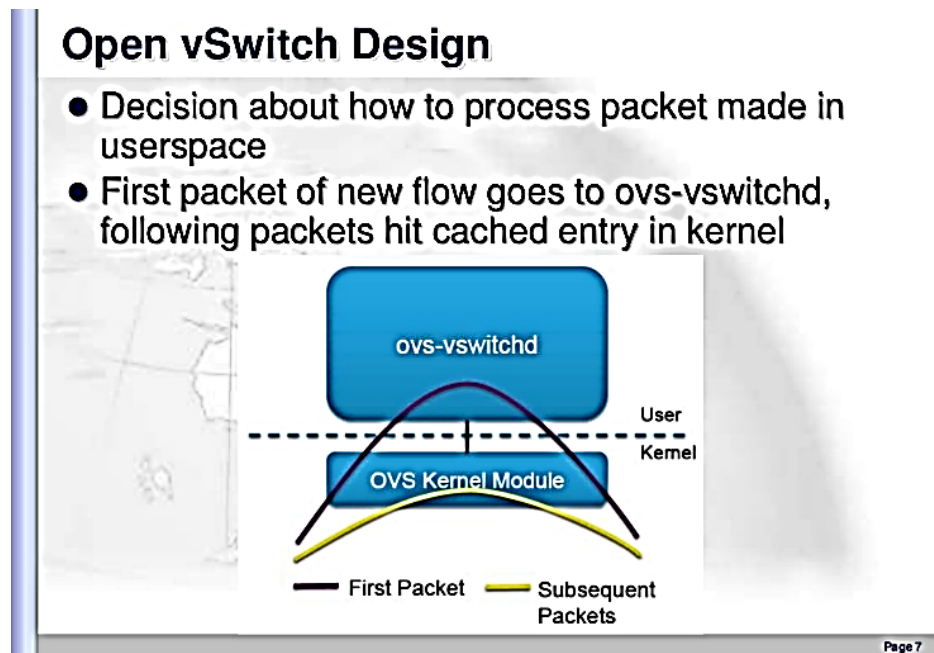 Open vSwitch Design
● Decision about how to process packet made in
userspace
● First packet of new flow goes to ovs-vswitchd,
following packets hit cached entry in kernel
ovs-vswitchd
User
Kernel
OVS Kernel Module
First Packet
Subsequent
Packets
Page 7